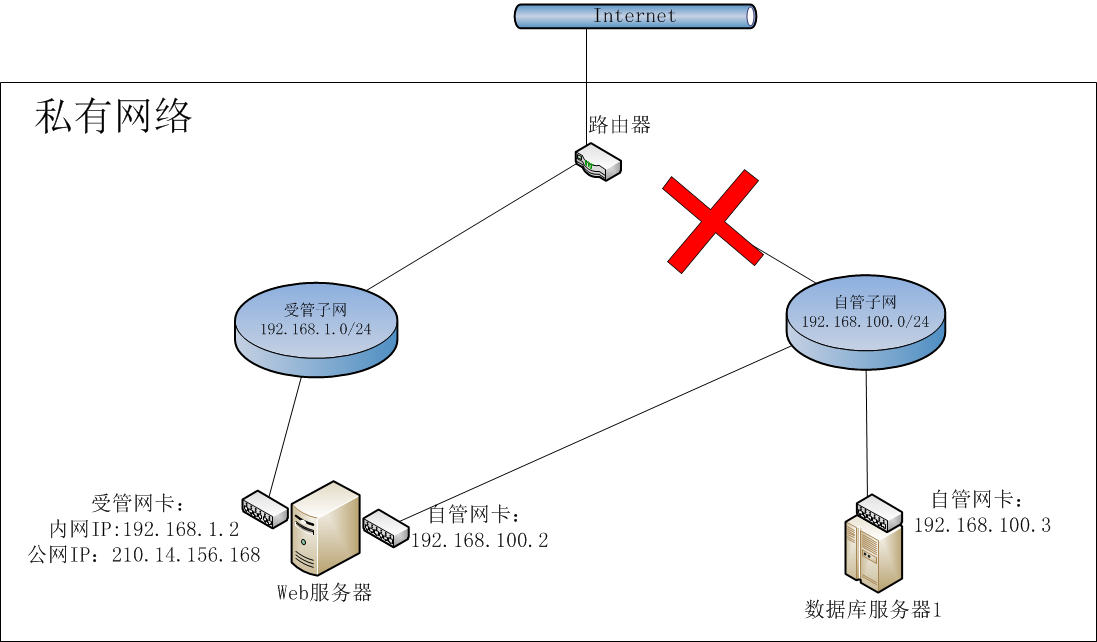 Internet
私有网络
路由器
受管子网
192.168.1.0/24
自管子网
192.168.100.0/24
受管网卡：
内网IP:192.168.1.2
公网IP：210.14.156.168
自管网卡：
192.168.100.2
自管网卡：
192.168.100.3
Web服务器
数据库服务器1